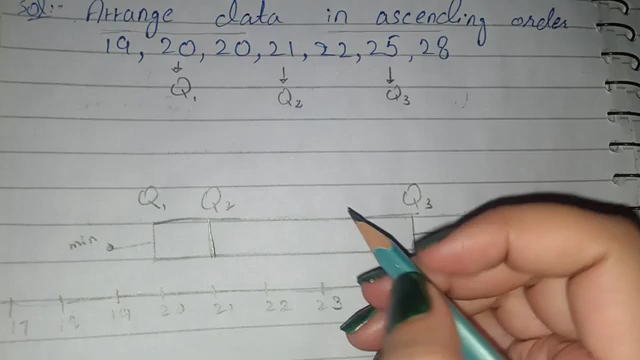 Sol:- Arrange data in ascending order
19, 20, 20, 21, 22, 25, 28
Q1 Q2 Q3
Q1 Q2 Q3
min
17 18 19 20 21 22 23